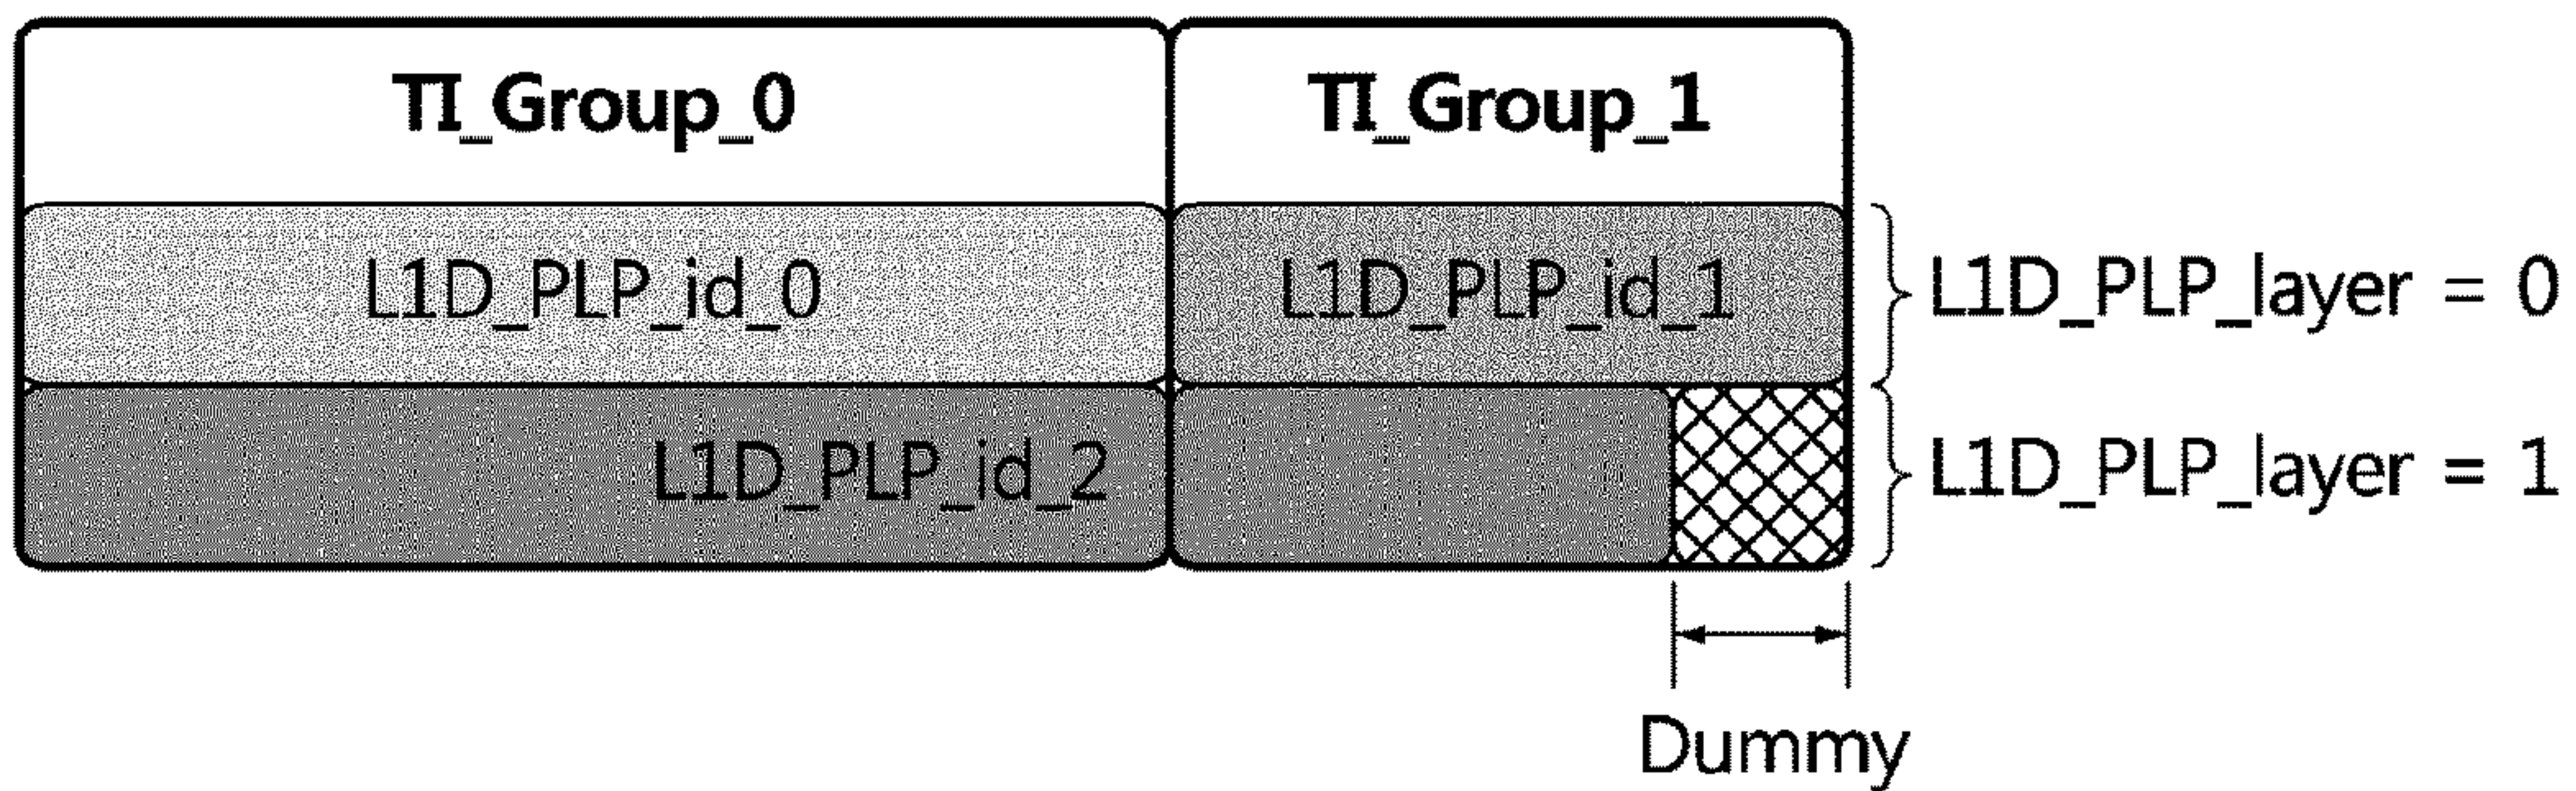 TI_Group_0 TI_Group_1
L1D_PLP_id_0 L1D_PLP_id_1 L1D_PLP_layer = 0
L1D_PLP_id_2 L1D_PLP_layer = 1
Dummy